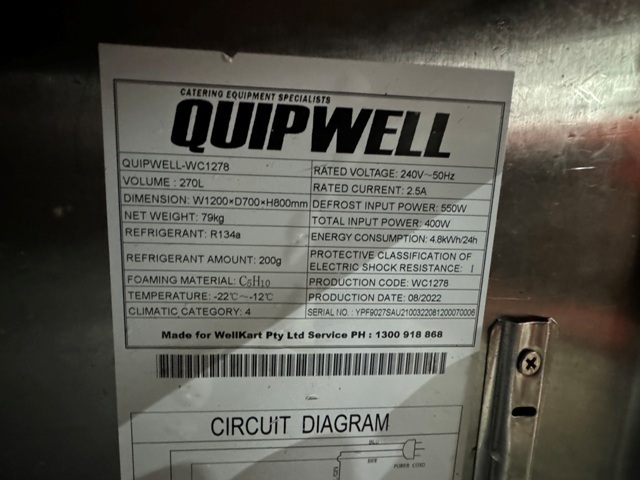 CATERING EQUIPMENT SPECIALISTS
QUIPWELL
QUIPWELL-WC1278
VOLUME : 270L
DIMENSION: W1200×D700×H800mm
NET WEIGHT: 79kg
REFRIGERANT: R134a
REFRIGERANT AMOUNT: 200g
FOAMING MATERIAL: C5H10
TEMPERATURE: -22℃~-12℃
CLIMATIC CATEGORY: 4
RATED VOLTAGE: 240V~50Hz
RATED CURRENT: 2.5A
DEFROST INPUT POWER: 550W
TOTAL INPUT POWER: 400W
ENERGY CONSUMPTION: 4.8kWh/24h
PROTECTIVE CLASSIFICATION OF
ELECTRIC SHOCK RESISTANCE: I
PRODUCTION CODE: WC1278
PRODUCTION DATE: 08/2022
SERIAL NO.: YPF9027SAU2100322081200070006
Made for WellKart Pty Ltd Service PH : 1300 918 868
CIRCUIT DIAGRAM
POWER CORD